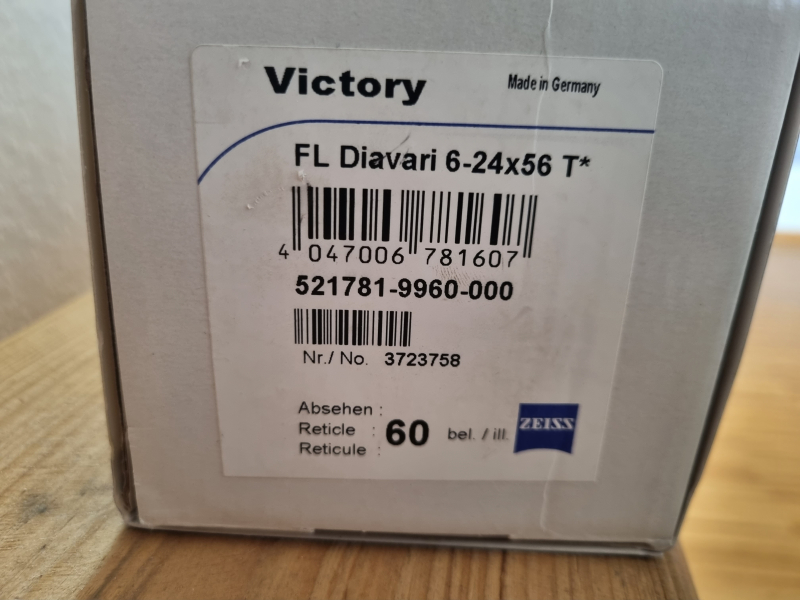 Victory
Made in Germany
FL Diavari 6-24x56 T*
4 047006 781607
521781-9960-000
Nr./ No. 3723758
Absehen :
Reticle : 60 bel. / ill.
Reticule :
ZEISS